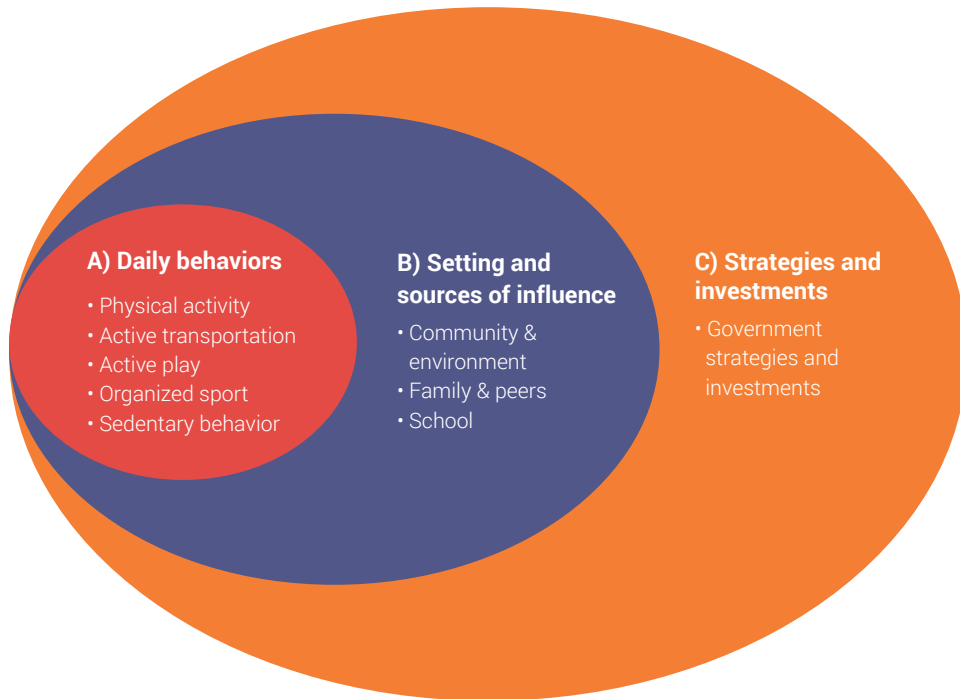 A) Daily behaviors
• Physical activity
• Active transportation
• Active play
• Organized sport
• Sedentary behavior
B) Setting and
sources of influence
• Community &
environment
• Family & peers
• School
C) Strategies and
investments
• Government
strategies and
investments